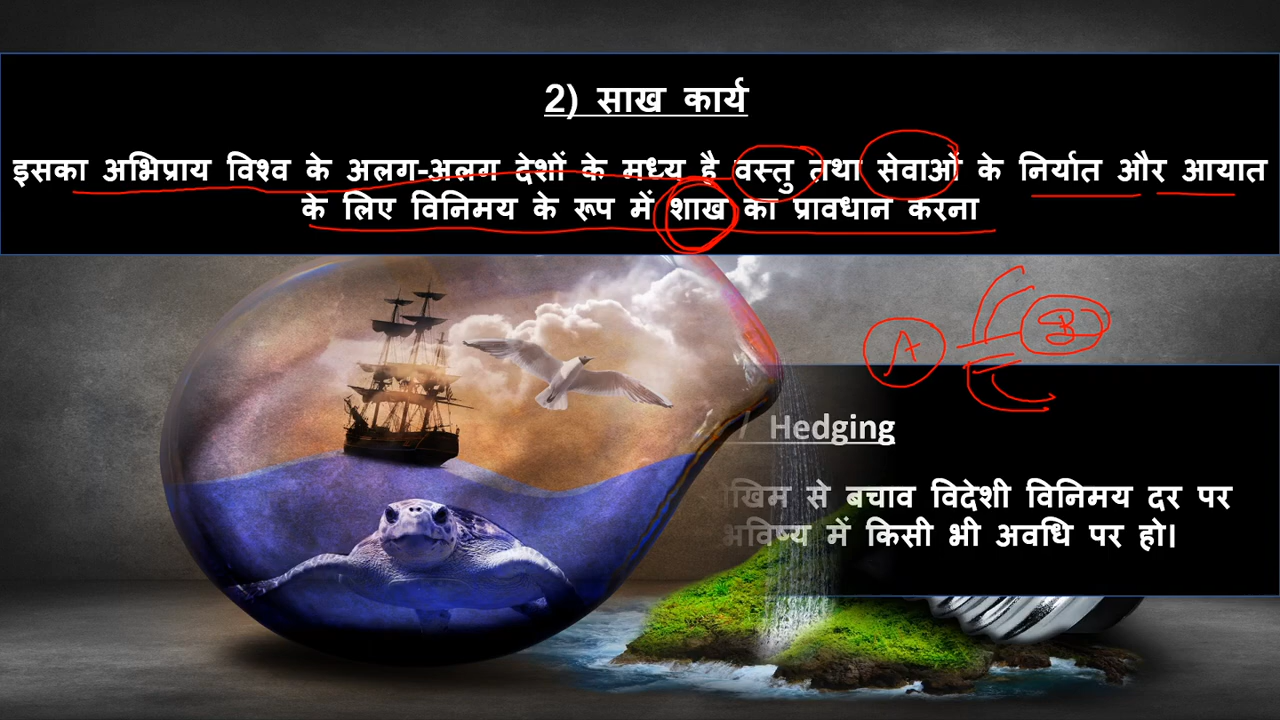 2) साख कार्य
इसका अभिप्राय विश्व के अलग-अलग देशों के मध्य है वस्तु तथा सेवाओं के निर्यात और आयात
के लिए विनिमय के रूप में शाख का प्रावधान करना
A B
Hedging
से बचाव विदेशी विनिमय दर पर
भविष्य में किसी भी अवधि पर हो।